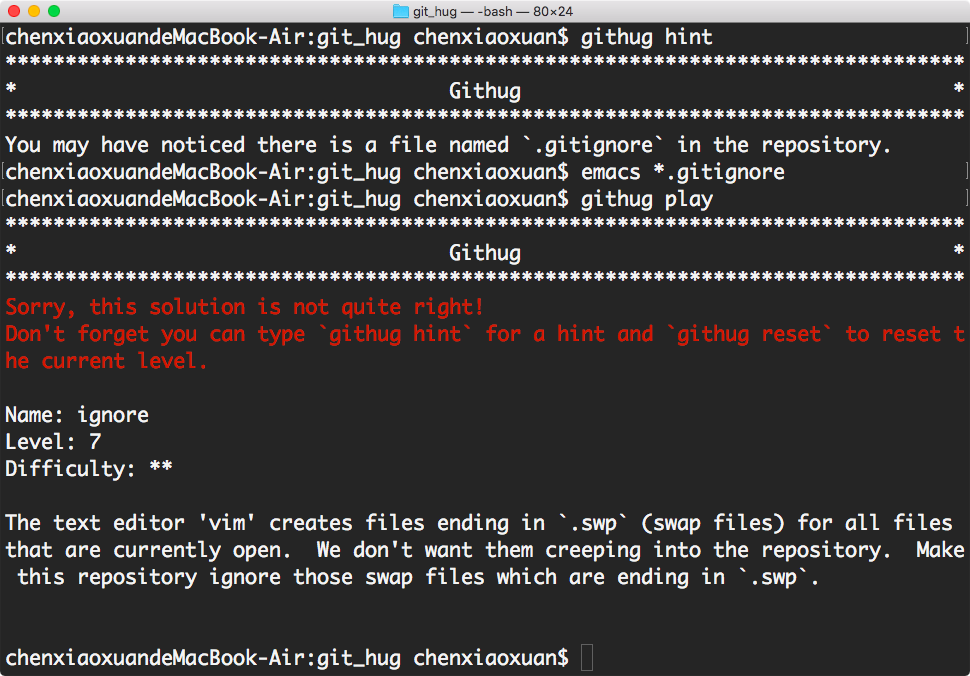 git_hug — -bash — 80×24
chenxiaoxuandeMacBook-Air:git_hug chenxiaoxuan$ githug hint
********************************************************************************
*                                    Githug                                    *
********************************************************************************
You may have noticed there is a file named `.gitignore` in the repository.
chenxiaoxuandeMacBook-Air:git_hug chenxiaoxuan$ emacs *.gitignore
chenxiaoxuandeMacBook-Air:git_hug chenxiaoxuan$ githug play
********************************************************************************
*                                    Githug                                    *
********************************************************************************
Sorry, this solution is not quite right!
Don't forget you can type `githug hint` for a hint and `githug reset` to reset t
he current level.

Name: ignore
Level: 7
Difficulty: **

The text editor 'vim' creates files ending in `.swp` (swap files) for all files
that are currently open.  We don't want them creeping into the repository.  Make
 this repository ignore those swap files which are ending in `.swp`.

chenxiaoxuandeMacBook-Air:git_hug chenxiaoxuan$